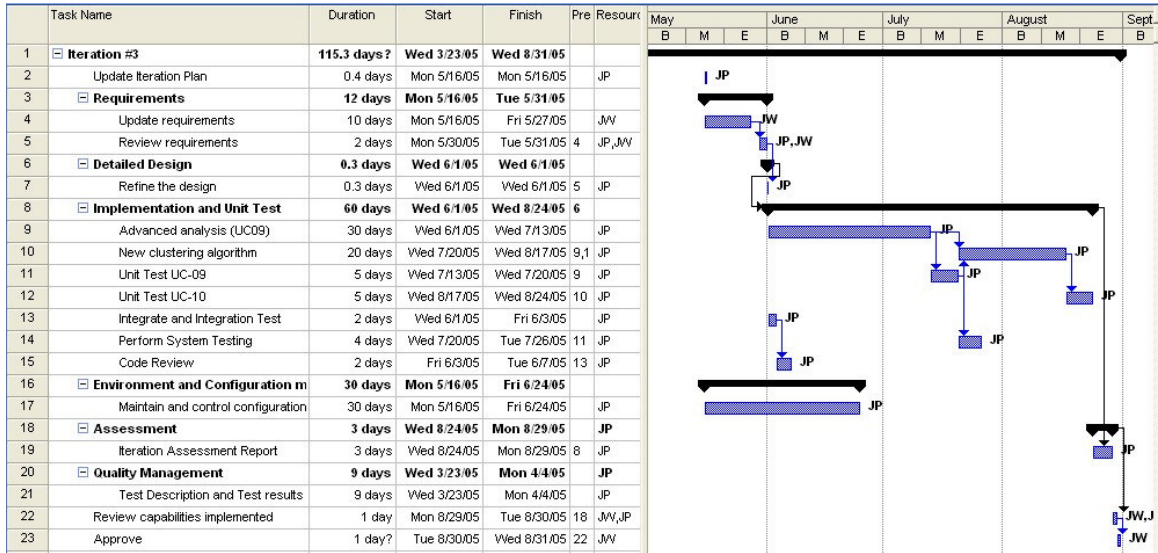 Task Name Duration Start Finish Pre Resourc May June July August Sept
B M E B M E B M E B M E B
1 Iteration #3 115.3 days? Wed 3/23/05 Wed 8/31/05
2 Update Iteration Plan 0.4 days Mon 5/16/05 Mon 5/16/05 JP JP
3 Requirements 12 days Mon 5/16/05 Tue 5/31/05
4 Update requirements 10 days Mon 5/16/05 Fri 5/27/05 JW JW
5 Review requirements 2 days Mon 5/30/05 Tue 5/31/05 4 JP,JW JP,JW
6 Detailed Design 0.3 days Wed 6/1/05 Wed 6/1/05
7 Refine the design 0.3 days Wed 6/1/05 Wed 6/1/05 5 JP JP
8 Implementation and Unit Test 60 days Wed 6/1/05 Wed 8/24/05 6
9 Advanced analysis (UC09) 30 days Wed 6/1/05 Wed 7/13/05 JP JP
10 New clustering algorithm 20 days Wed 7/20/05 Wed 8/17/05 9,1 JP JP
11 Unit Test UC-09 5 days Wed 7/13/05 Wed 7/20/05 9 JP JP
12 Unit Test UC-10 5 days Wed 8/17/05 Wed 8/24/05 10 JP JP
13 Integrate and Integration Test 2 days Wed 6/1/05 Fri 6/3/05 JP JP
14 Perform System Testing 4 days Wed 7/20/05 Tue 7/26/05 11 JP JP
15 Code Review 2 days Fri 6/3/05 Tue 6/7/05 13 JP JP
16 Environment and Configuration m 30 days Mon 5/16/05 Fri 6/24/05
17 Maintain and control configuration 30 days Mon 5/16/05 Fri 6/24/05 JP JP
18 Assessment 3 days Wed 8/24/05 Mon 8/29/05 JP
19 Iteration Assessment Report 3 days Wed 8/24/05 Mon 8/29/05 8 JP JP
20 Quality Management 9 days Wed 3/23/05 Mon 4/4/05 JP
21 Test Description and Test results 9 days Wed 3/23/05 Mon 4/4/05 JP
22 Review capabilities implemented 1 day Mon 8/29/05 Tue 8/30/05 18 JW,JP JW,J
23 Approve 1 day? Tue 8/30/05 Wed 8/31/05 22 JW JW